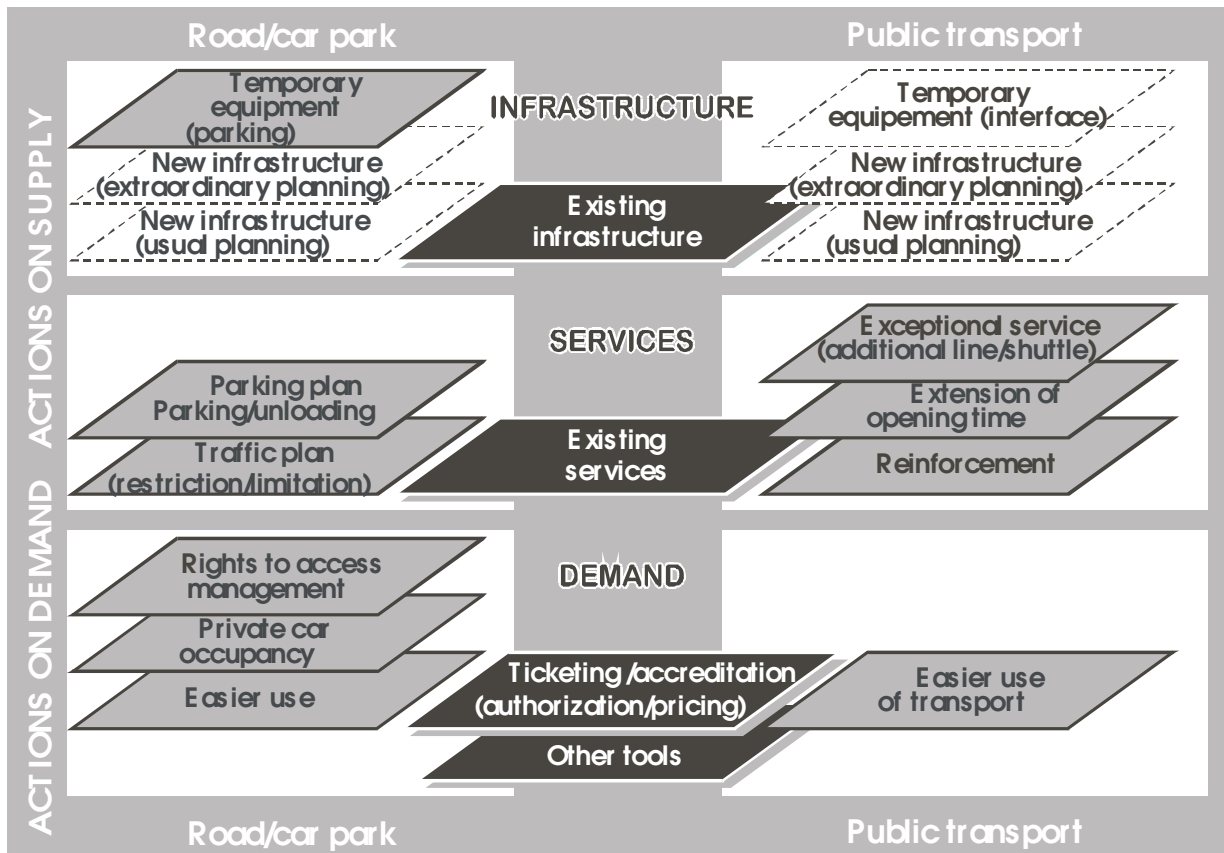 Road/car park
Public transport
ACTIONS ON SUPPLY
INFRASTRUCTURE
Temporary
equipment
(parking)
New infrastructure
(extraordinary planning)
New infrastructure
(usual planning)
Existing
infrastructure
Temporary
equipement (interface)
New infrastructure
(extraordinary planning)
New infrastructure
(usual planning)
SERVICES
Parking plan
Parking/unloading
Traffic plan
(restriction/limitation)
Existing
services
Exceptional service
(additional line/shuttle)
Extension of
opening time
Reinforcement
ACTIONS ON DEMAND
DEMAND
Rights to access
management
Private car
occupancy
Easier use
Ticketing/accreditation
(authorization/pricing)
Other tools
Easier use
of transport
Road/car park
Public transport